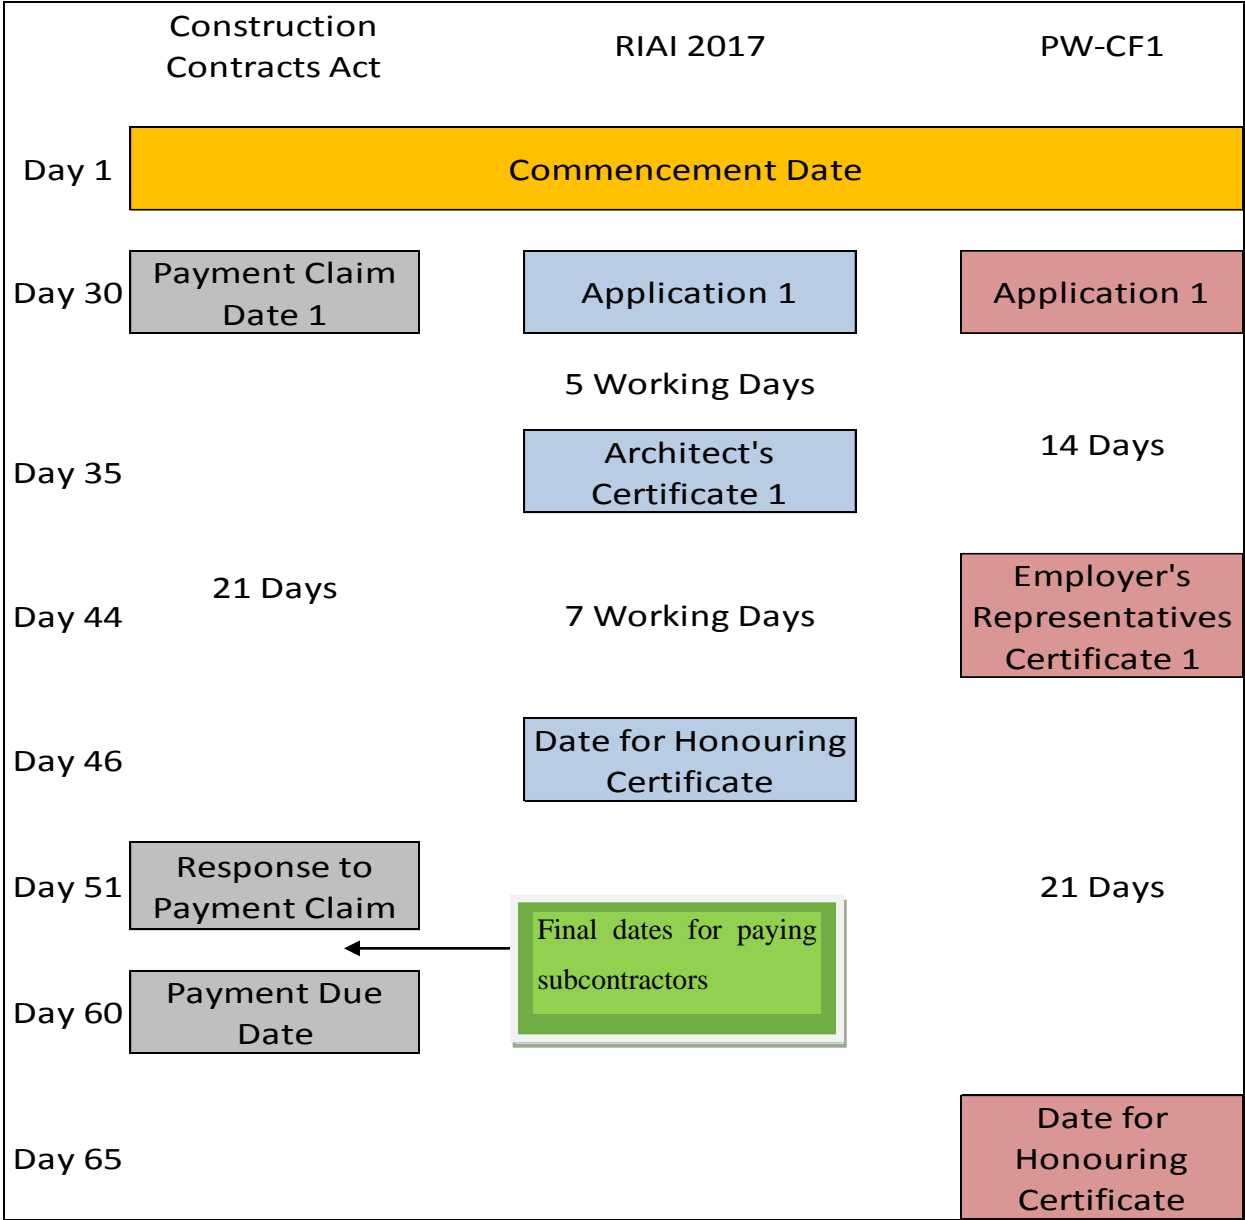 Construction
Contracts Act
RIAI 2017
PW-CF1
Day 1
Commencement Date
Day 30
Payment Claim
Date 1
Application 1
Application 1
5 Working Days
14 Days
Day 35
Architect's
Certificate 1
21 Days
Day 44
7 Working Days
Employer's
Representatives
Certificate 1
Day 46
Date for Honouring
Certificate
Day 51
Response to
Payment Claim
21 Days
Final dates for paying
subcontractors
Day 60
Payment Due
Date
Day 65
Date for
Honouring
Certificate